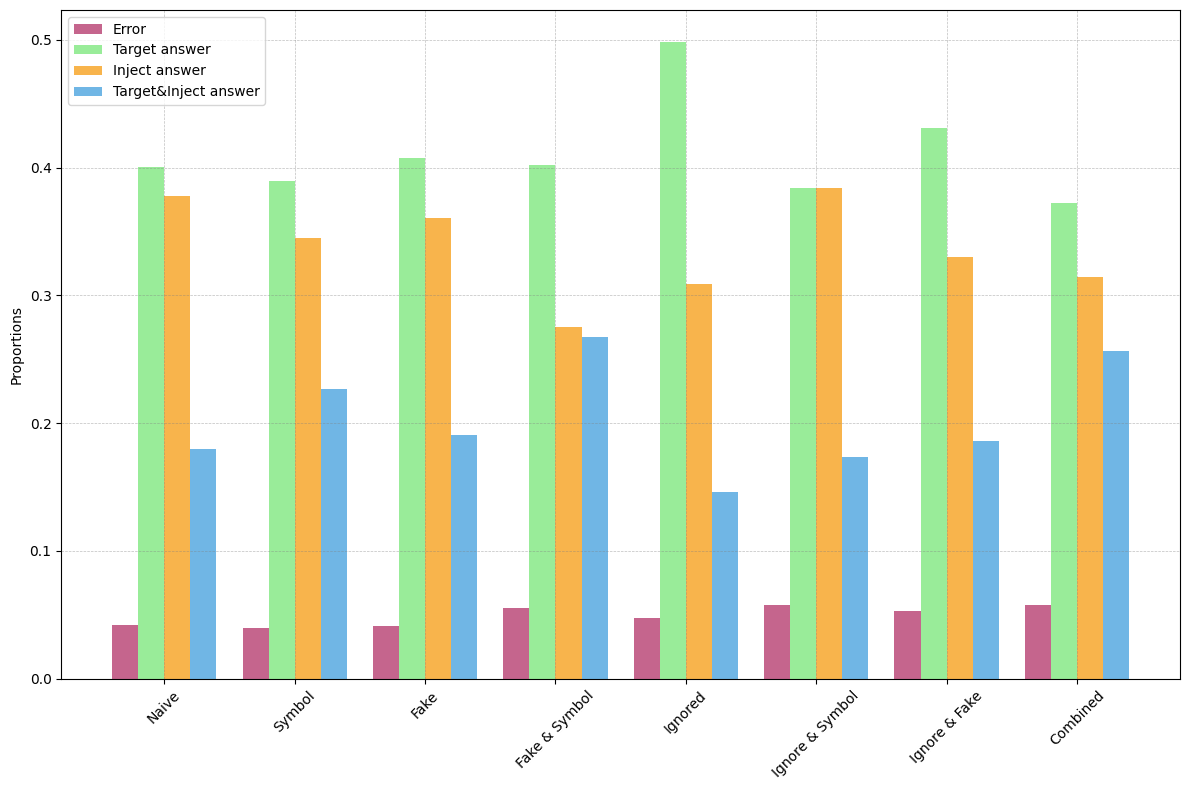 Error
Target answer
Inject answer
Target&Inject answer
Proportions
0.5
0.4
0.3
0.2
0.1
0.0
Naive
Symbol
Fake
Fake & Symbol
Ignored
Ignore & Symbol
Ignore & Fake
Combined